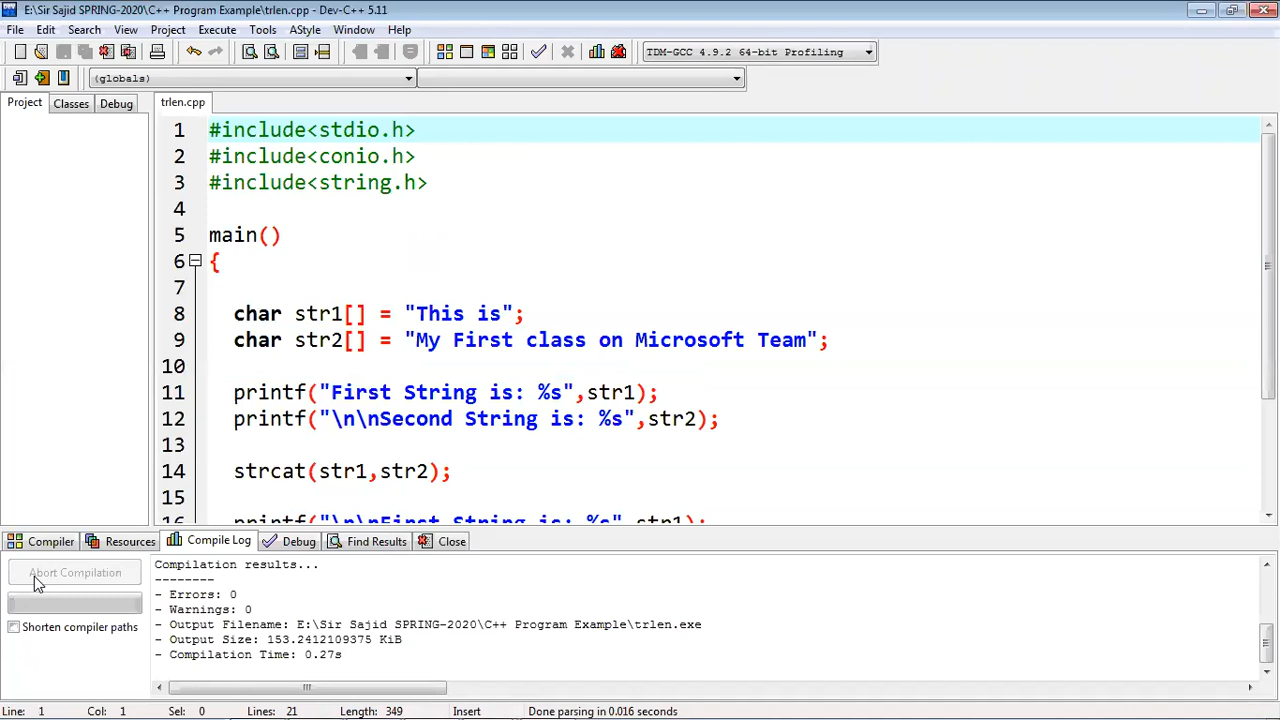 E:\Sir Sajid SPRING-2020\C++ Program Example\trlen.cpp - Dev-C++ 5.11
File Edit Search View Project Execute Tools AStyle Window Help
TDM-GCC 4.9.2 64-bit Profiling
(globals)
Project Classes Debug trlen.cpp
1 #include<stdio.h>
2 #include<conio.h>
3 #include<string.h>
4
5 main()
6 {
7
8 char str1[] = "This is";
9 char str2[] = "My First class on Microsoft Team";
10
11 printf("First String is: %s",str1);
12 printf("\n\nSecond String is: %s",str2);
13
14 strcat(str1,str2);
15
16 printf("\n\nFirst String is: %s",str1);
Compiler Resources Compile Log Debug Find Results Close
Abort Compilation
Shorten compiler paths
Compilation results...
--------
- Errors: 0
- Warnings: 0
- Output Filename: E:\Sir Sajid SPRING-2020\C++ Program Example\trlen.exe
- Output Size: 153.2412109375 KiB
- Compilation Time: 0.27s
Line: 1 Col: 1 Sel: 0 Lines: 21 Length: 349 Insert Done parsing in 0.016 seconds